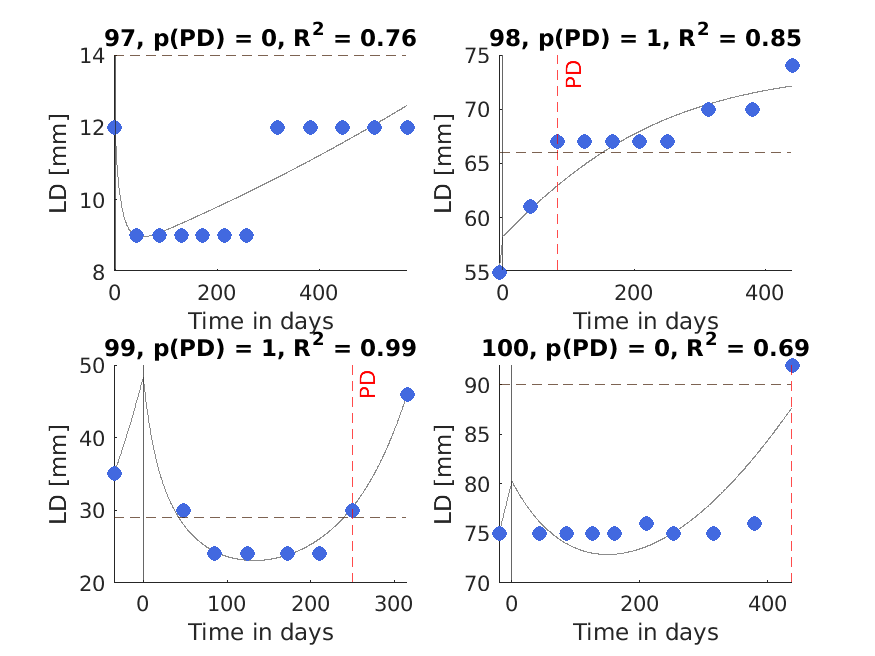 97, p(PD) = 0, R² = 0.76
14
12
10
8
LD [mm]
0
200
400
Time in days
98, p(PD) = 1, R² = 0.85
PD
75
70
65
60
55
LD [mm]
0
200
400
Time in days
99, p(PD) = 1, R² = 0.99
PD
50
40
30
20
LD [mm]
0
100
200
300
Time in days
100, p(PD) = 0, R² = 0.69
90
85
80
75
70
LD [mm]
0
200
400
Time in days